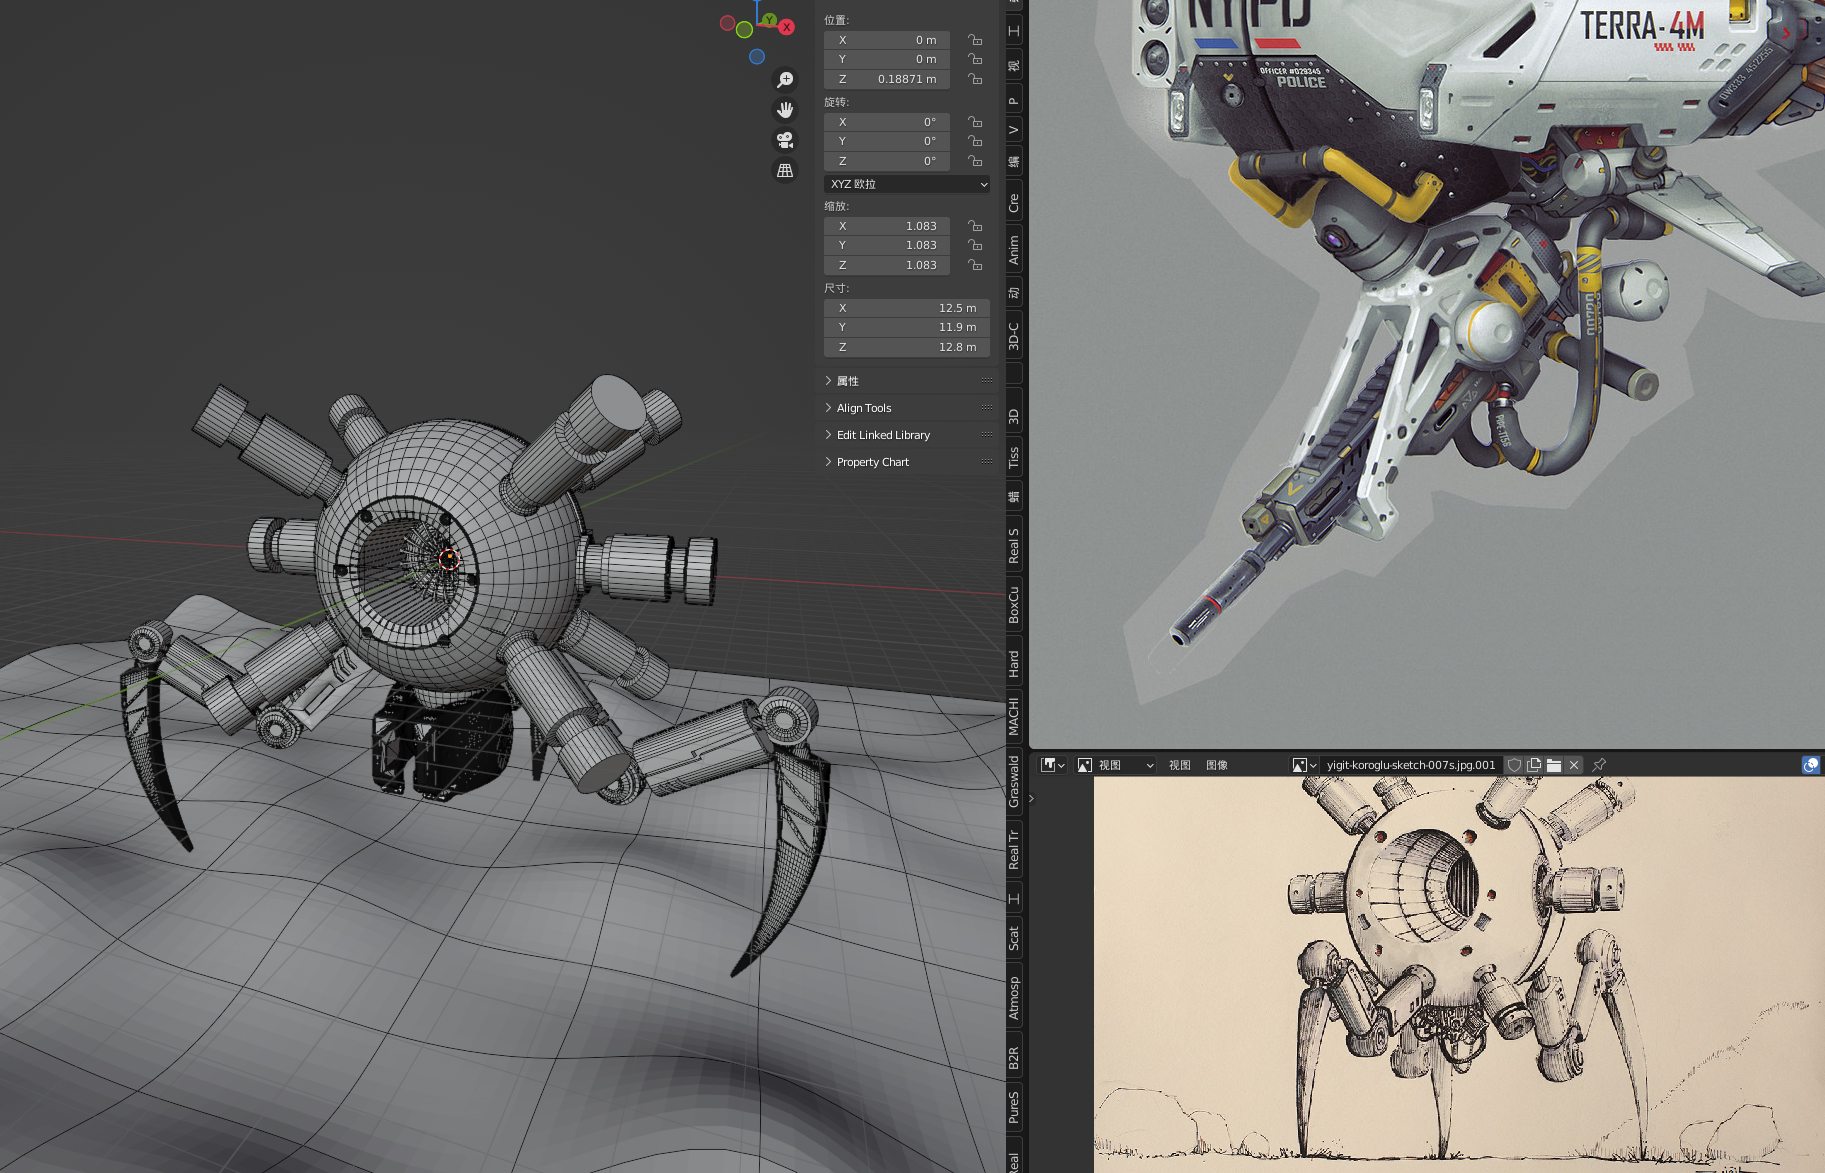 Y
X
位置:
X 0 m
Y 0 m
Z 0.18871 m
旋转:
X 0°
Y 0°
Z 0°
XYZ 欧拉
缩放:
X 1.083
Y 1.083
Z 1.083
尺寸:
X 12.5 m
Y 11.9 m
Z 12.8 m
属性
Align Tools
Edit Linked Library
Property Chart
工
视
P
V
编
Cre
Anim
动
3D-C
3D
Tiss
蜡
Real S
BoxCu
Hard
MACHI
Graswald
Real Tr
工
Scat
Atmosp
B2R
PureS
Real
NYPD
TERRA-4M
OFFICER #029345
POLICE
视图
视图
图像
yigit-koroglu-sketch-007s.jpg.001